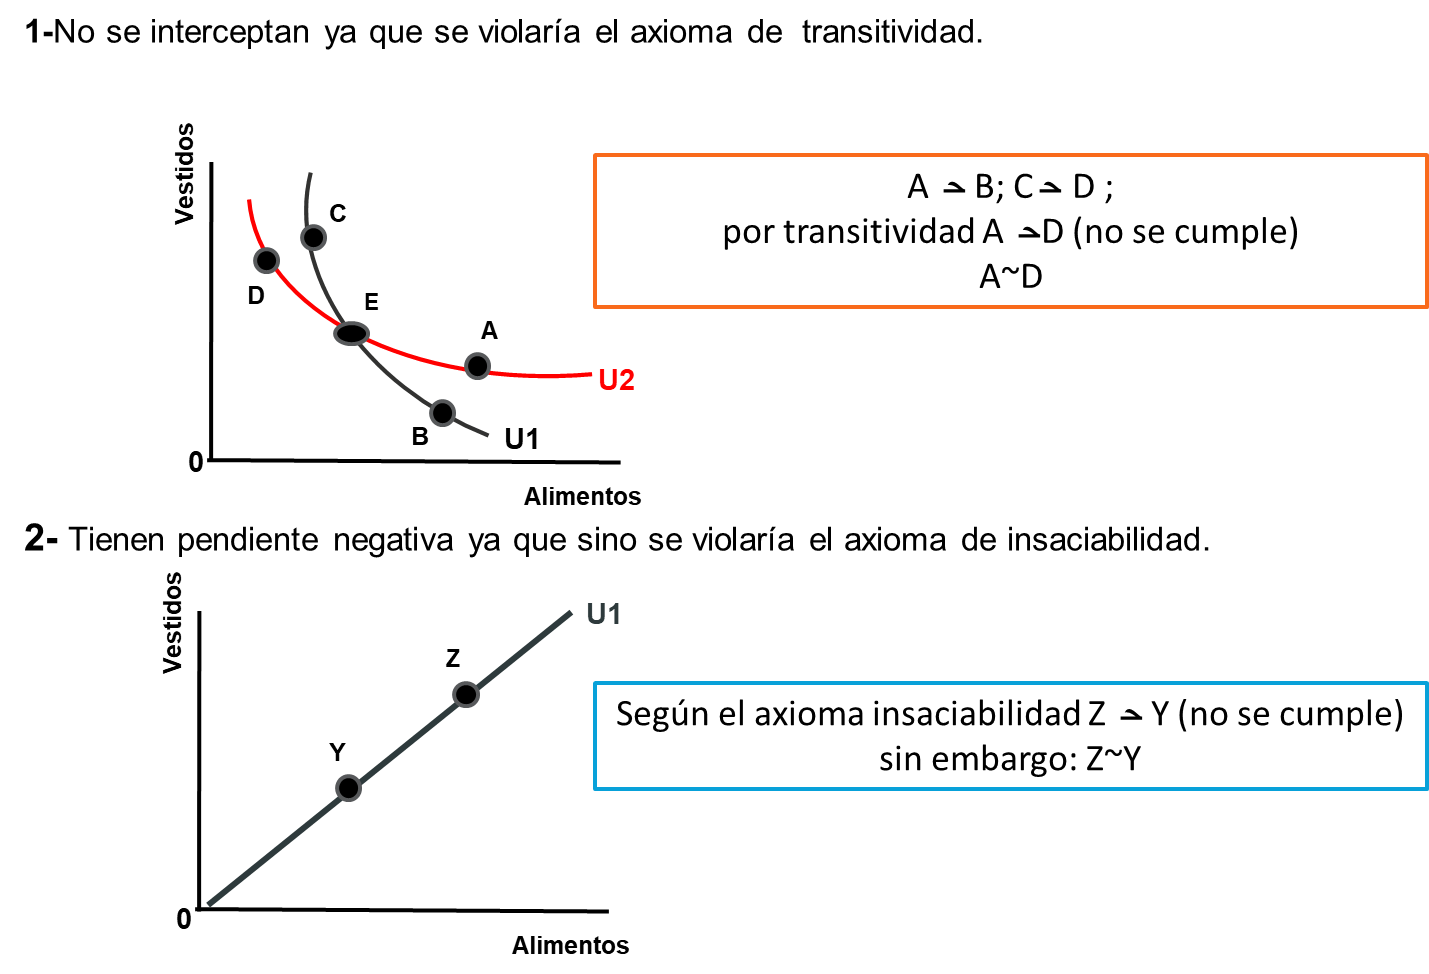 1-No se interceptan ya que se violaría el axioma de transitividad.
Vestidos
C
D
E
A
B
U2
U1
0
Alimentos
A ≻ B; C ≻ D ;
por transitividad A ≻D (no se cumple)
A~D
2- Tienen pendiente negativa ya que sino se violaría el axioma de insaciabilidad.
Vestidos
U1
Z
Y
0
Alimentos
Según el axioma insaciabilidad Z ≻ Y (no se cumple)
sin embargo: Z~Y